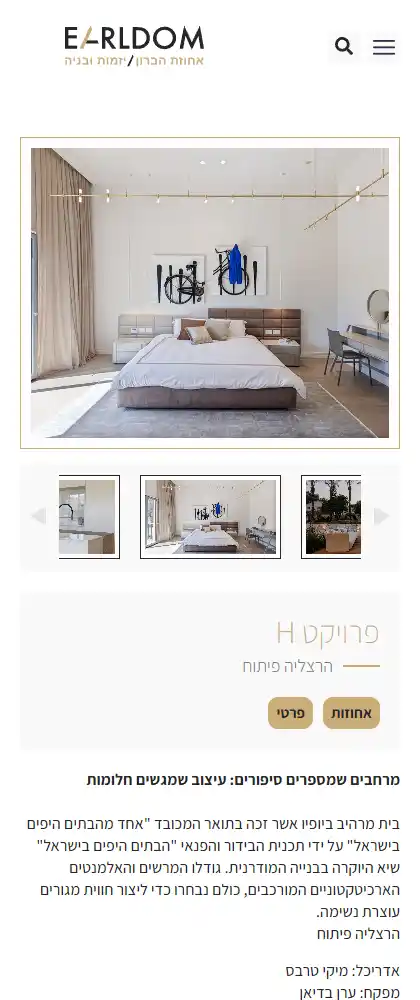 EARLDOM
אחוזת הברון/יזמות ובניה
פרויקט H
הרצליה פיתוח
אחוזות
פרטי
מרחבים שמספרים סיפורים: עיצוב שמגשים חלומות
בית מרהיב ביופיו אשר זכה בתואר המכובד "אחד מהבתים היפים
בישראל" על ידי תכנית הבידור והפנאי "הבתים היפים בישראל"
שיא היוקרה בבנייה המודרנית. גודלו המרשים והאלמנטים
הארכיטקטוניים המורכבים, כולם נבחרו כדי ליצור חווית מגורים
עוצרת נשימה.
הרצליה פיתוח
אדריכל: מיקי טרבס
מפקח: ערן בדיאן